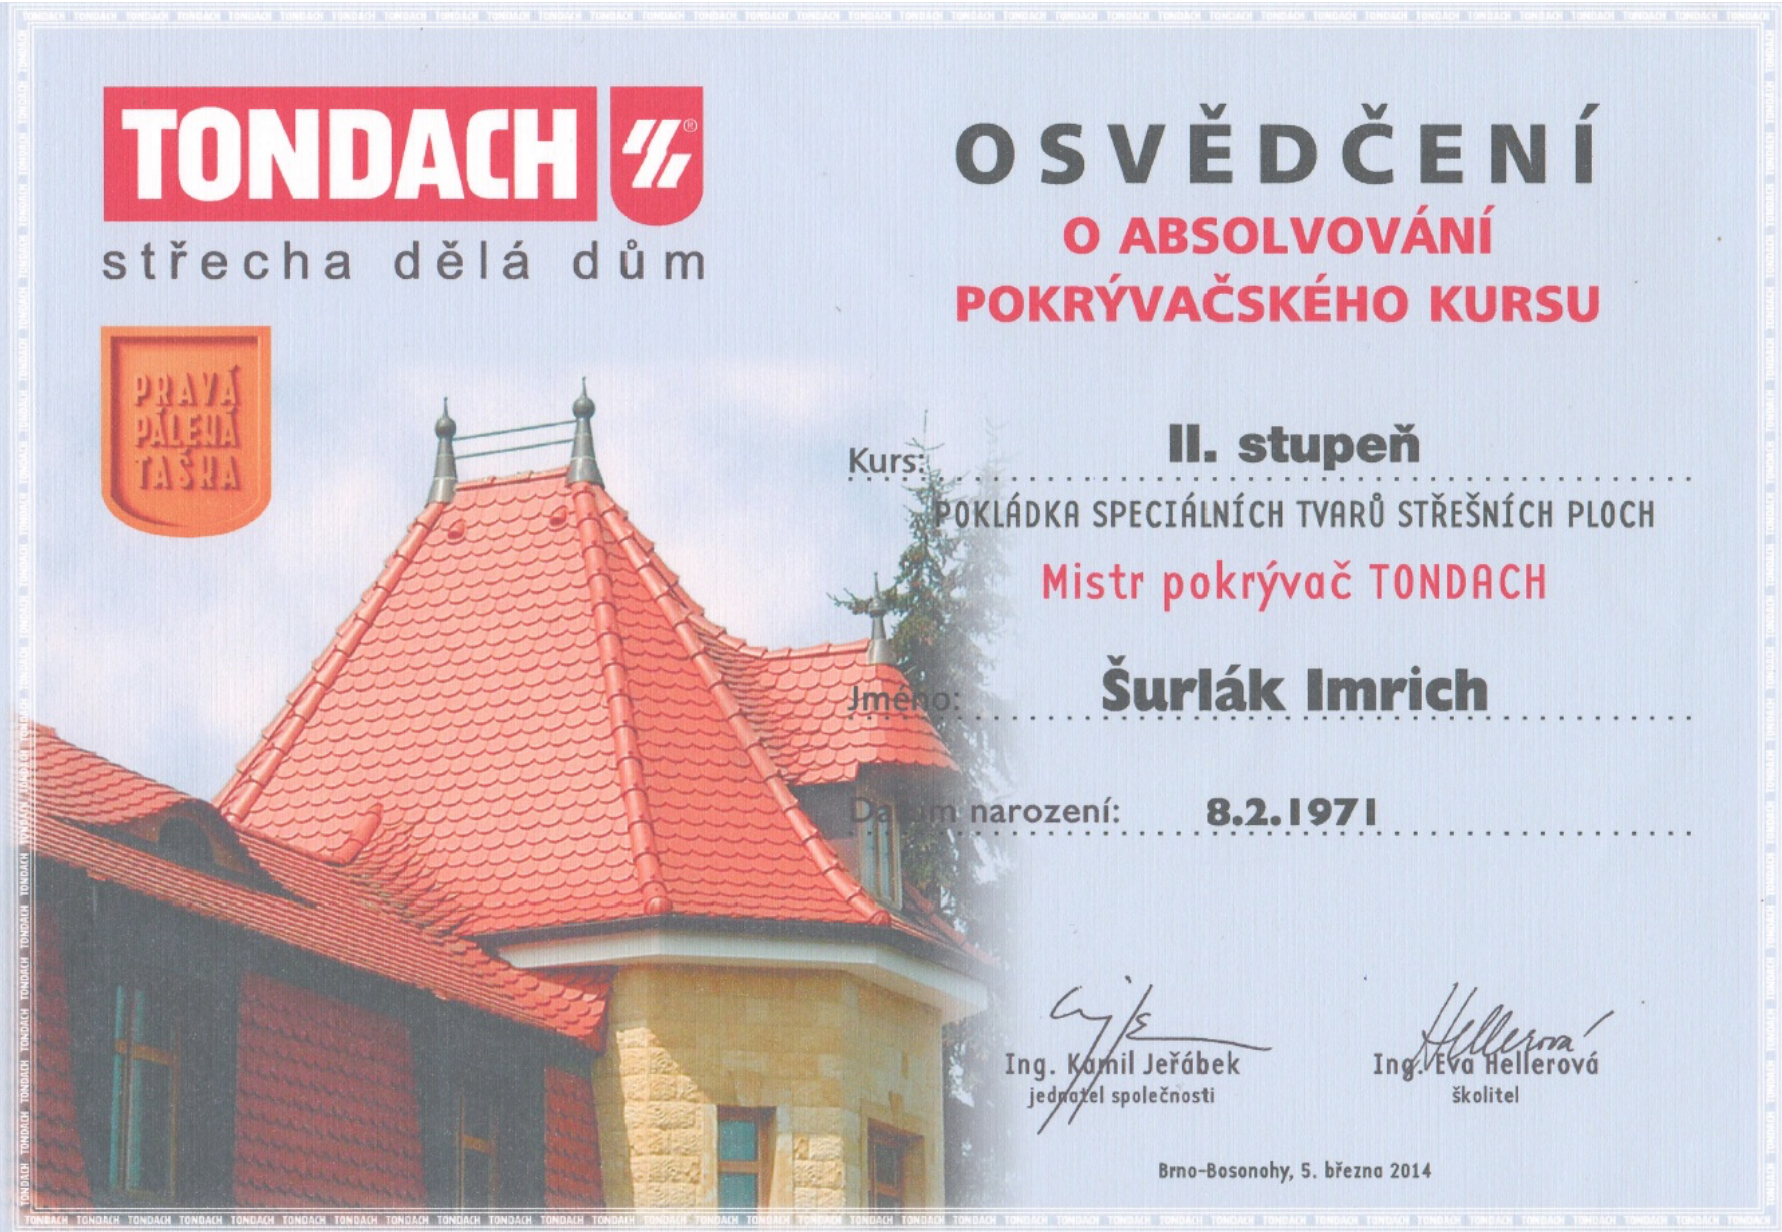 TONDACH
střecha dělá dům
PRAVÁ
PÁLENÁ
TAŠKA
OSVĚDČENÍ
O ABSOLVOVÁNÍ
POKRÝVAČSKÉHO KURSU
Kurs: II. stupeň
POKLÁDKA SPECIÁLNÍCH TVARŮ STŘEŠNÍCH PLOCH
Mistr pokrývač TONDACH
Jméno: Šurlák Imrich
Datum narození: 8.2.1971
Hellerová
Ing. Kamil Jeřábek
jednatel společnosti
Ing. Eva Hellerová
školitel
Brno-Bosonohy, 5. března 2014